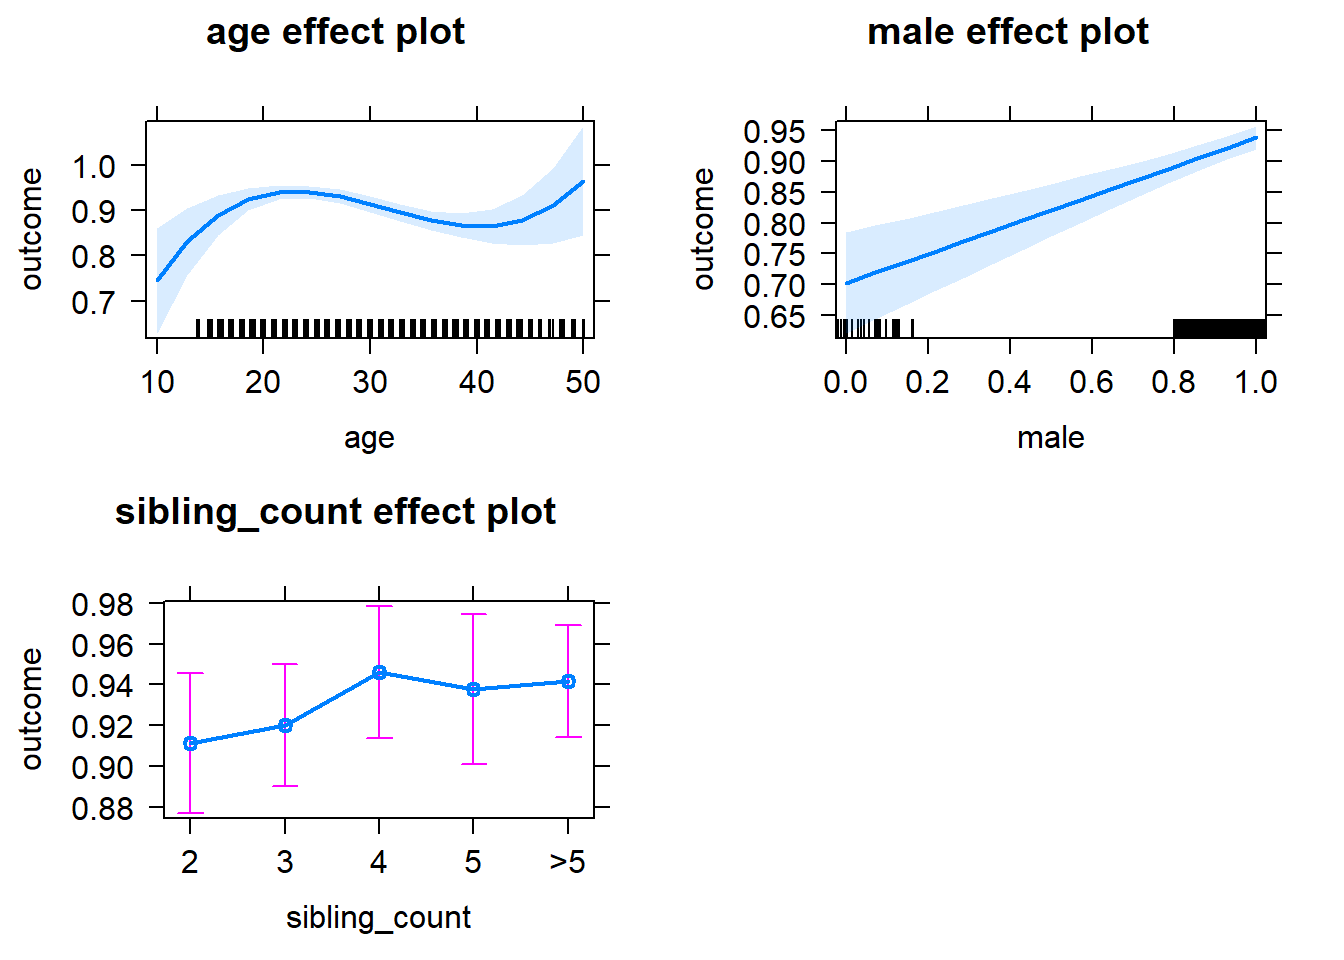 age effect plot
outcome
1.0
0.9
0.8
0.7
10 20 30 40 50
age
male effect plot
outcome
0.95
0.90
0.85
0.80
0.75
0.70
0.65
0.0 0.2 0.4 0.6 0.8 1.0
male
sibling_count effect plot
outcome
0.98
0.96
0.94
0.92
0.90
0.88
2 3 4 5 >5
sibling_count